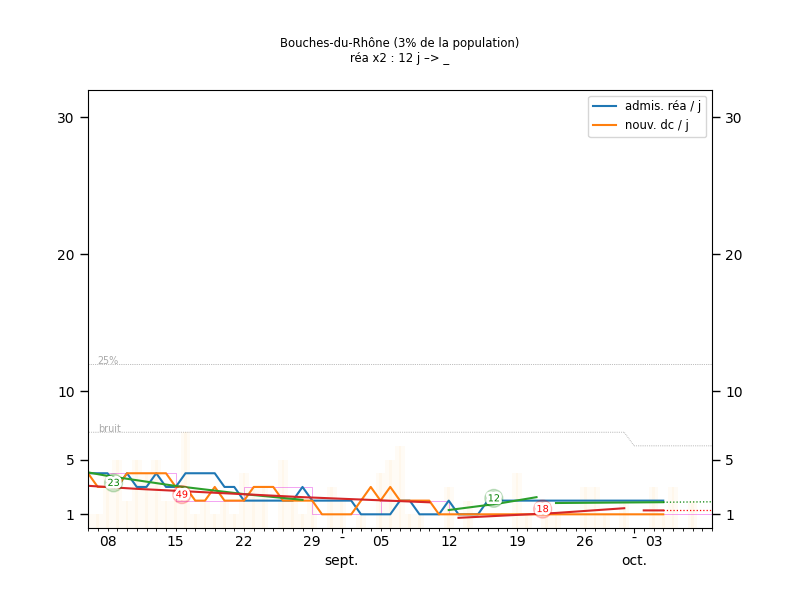 Bouches-du-Rhône (3% de la population)
réa x2 : 12 j –> _
admis. réa / j
nouv. dc / j
30 30
20 20
25%
10 10
bruit
5 5
23
49
12
18
1 1
08 15 22 29 - 05 12 19 26 - 03
sept. oct.